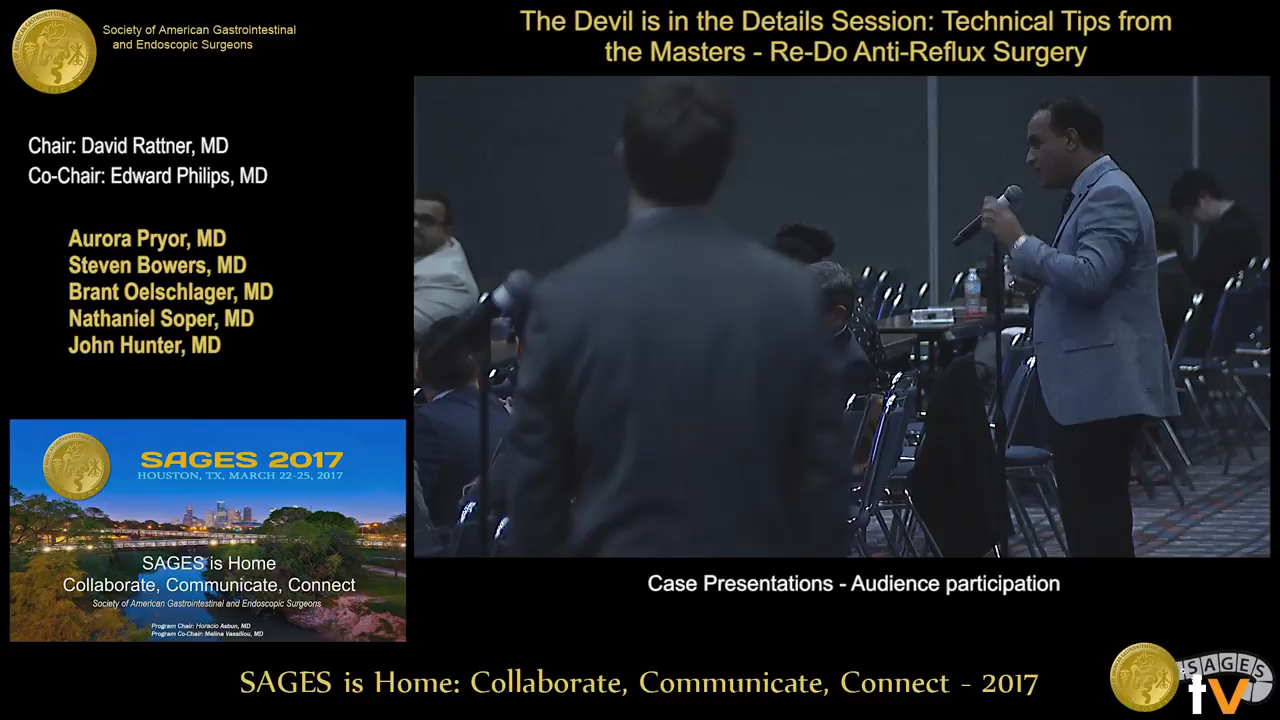 Society of American Gastrointestinal
and Endoscopic Surgeons
The Devil is in the Details Session: Technical Tips from
the Masters - Re-Do Anti-Reflux Surgery
Chair: David Rattner, MD
Co-Chair: Edward Philips, MD
Aurora Pryor, MD
Steven Bowers, MD
Brant Oelschlager, MD
Nathaniel Soper, MD
John Hunter, MD
SAGES 2017
HOUSTON, TX, MARCH 22-25, 2017
SAGES is Home
Collaborate, Communicate, Connect
Society of American Gastrointestinal and Endoscopic Surgeons
Program Chair: Horacio Asbun, MD
Program Co-Chair: Melina Vassiliou, MD
Case Presentations - Audience participation
SAGES is Home: Collaborate, Communicate, Connect - 2017
SAGES
tv